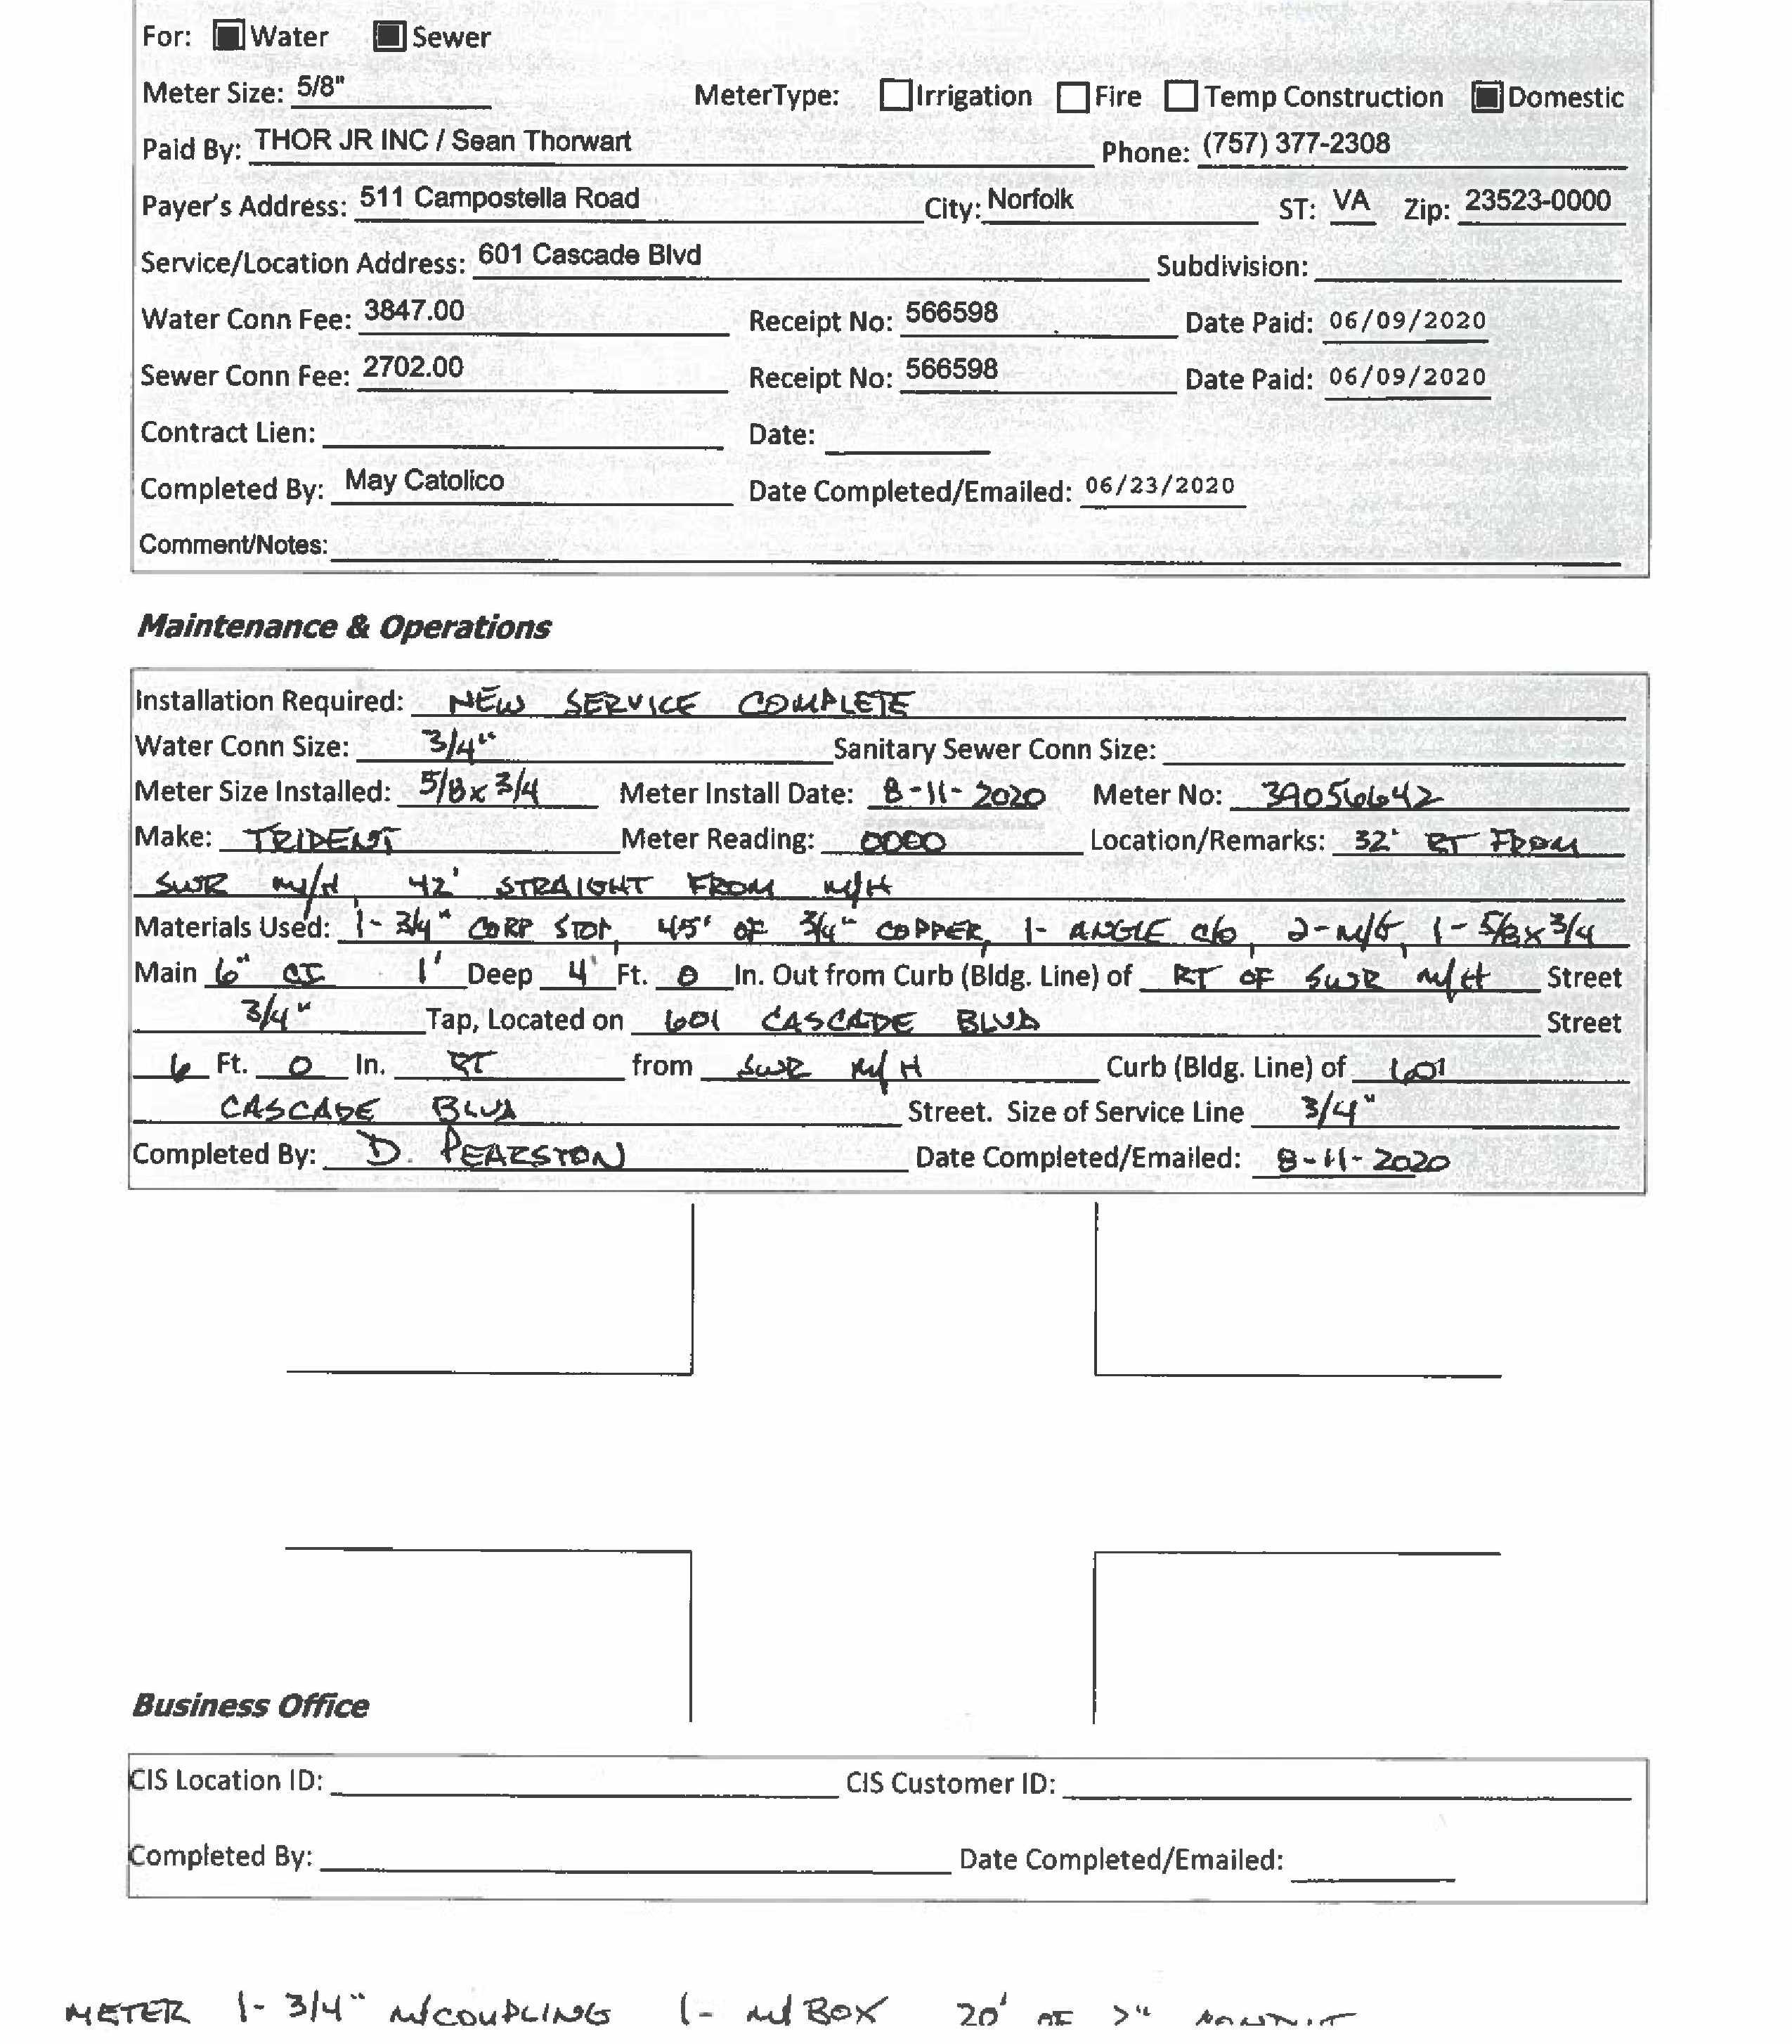 For: Water Sewer
Meter Size: 5/8" MeterType: Irrigation Fire Temp Construction Domestic
Paid By: THOR JR INC / Sean Thorwart Phone: (757) 377-2308
Payer's Address: 511 Campostella Road City: Norfolk ST: VA Zip: 23523-0000
Service/Location Address: 601 Cascade Blvd Subdivision:
Water Conn Fee: 3847.00 Receipt No: 566598 Date Paid: 06/09/2020
Sewer Conn Fee: 2702.00 Receipt No: 566598 Date Paid: 06/09/2020
Contract Lien: Date:
Completed By: May Catolico Date Completed/Emailed: 06/23/2020
Comment/Notes:
Maintenance & Operations
Installation Required: NEW SERVICE COMPLETE
Water Conn Size: 3/4" Sanitary Sewer Conn Size:
Meter Size Installed: 5/8 x 3/4 Meter Install Date: 8-11-2020 Meter No: 39056642
Make: TRIDENT Meter Reading: 0000 Location/Remarks: 32' RT FROM
SWR M/H 42' STRAIGHT FROM M/H
Materials Used: 1- 3/4" CORP STOP, 45' OF 3/4" COPPER, 1- ANGLE c/o, 2-M/G, 1- 5/8 x 3/4
Main 6" CI 1' Deep 4' Ft. 0 In. Out from Curb (Bldg. Line) of RT OF SWR M/H Street
3/4" Tap, Located on 601 CASCADE BLVD Street
6 Ft. 0 In. RT from SWR M/H Curb (Bldg. Line) of 601
CASCADE BLVD Street. Size of Service Line 3/4"
Completed By: D. PEARSTON Date Completed/Emailed: 8-11-2020
Business Office
CIS Location ID: CIS Customer ID:
Completed By: Date Completed/Emailed:
METER 1- 3/4" M/COUPLING 1- M/BOX 20' OF